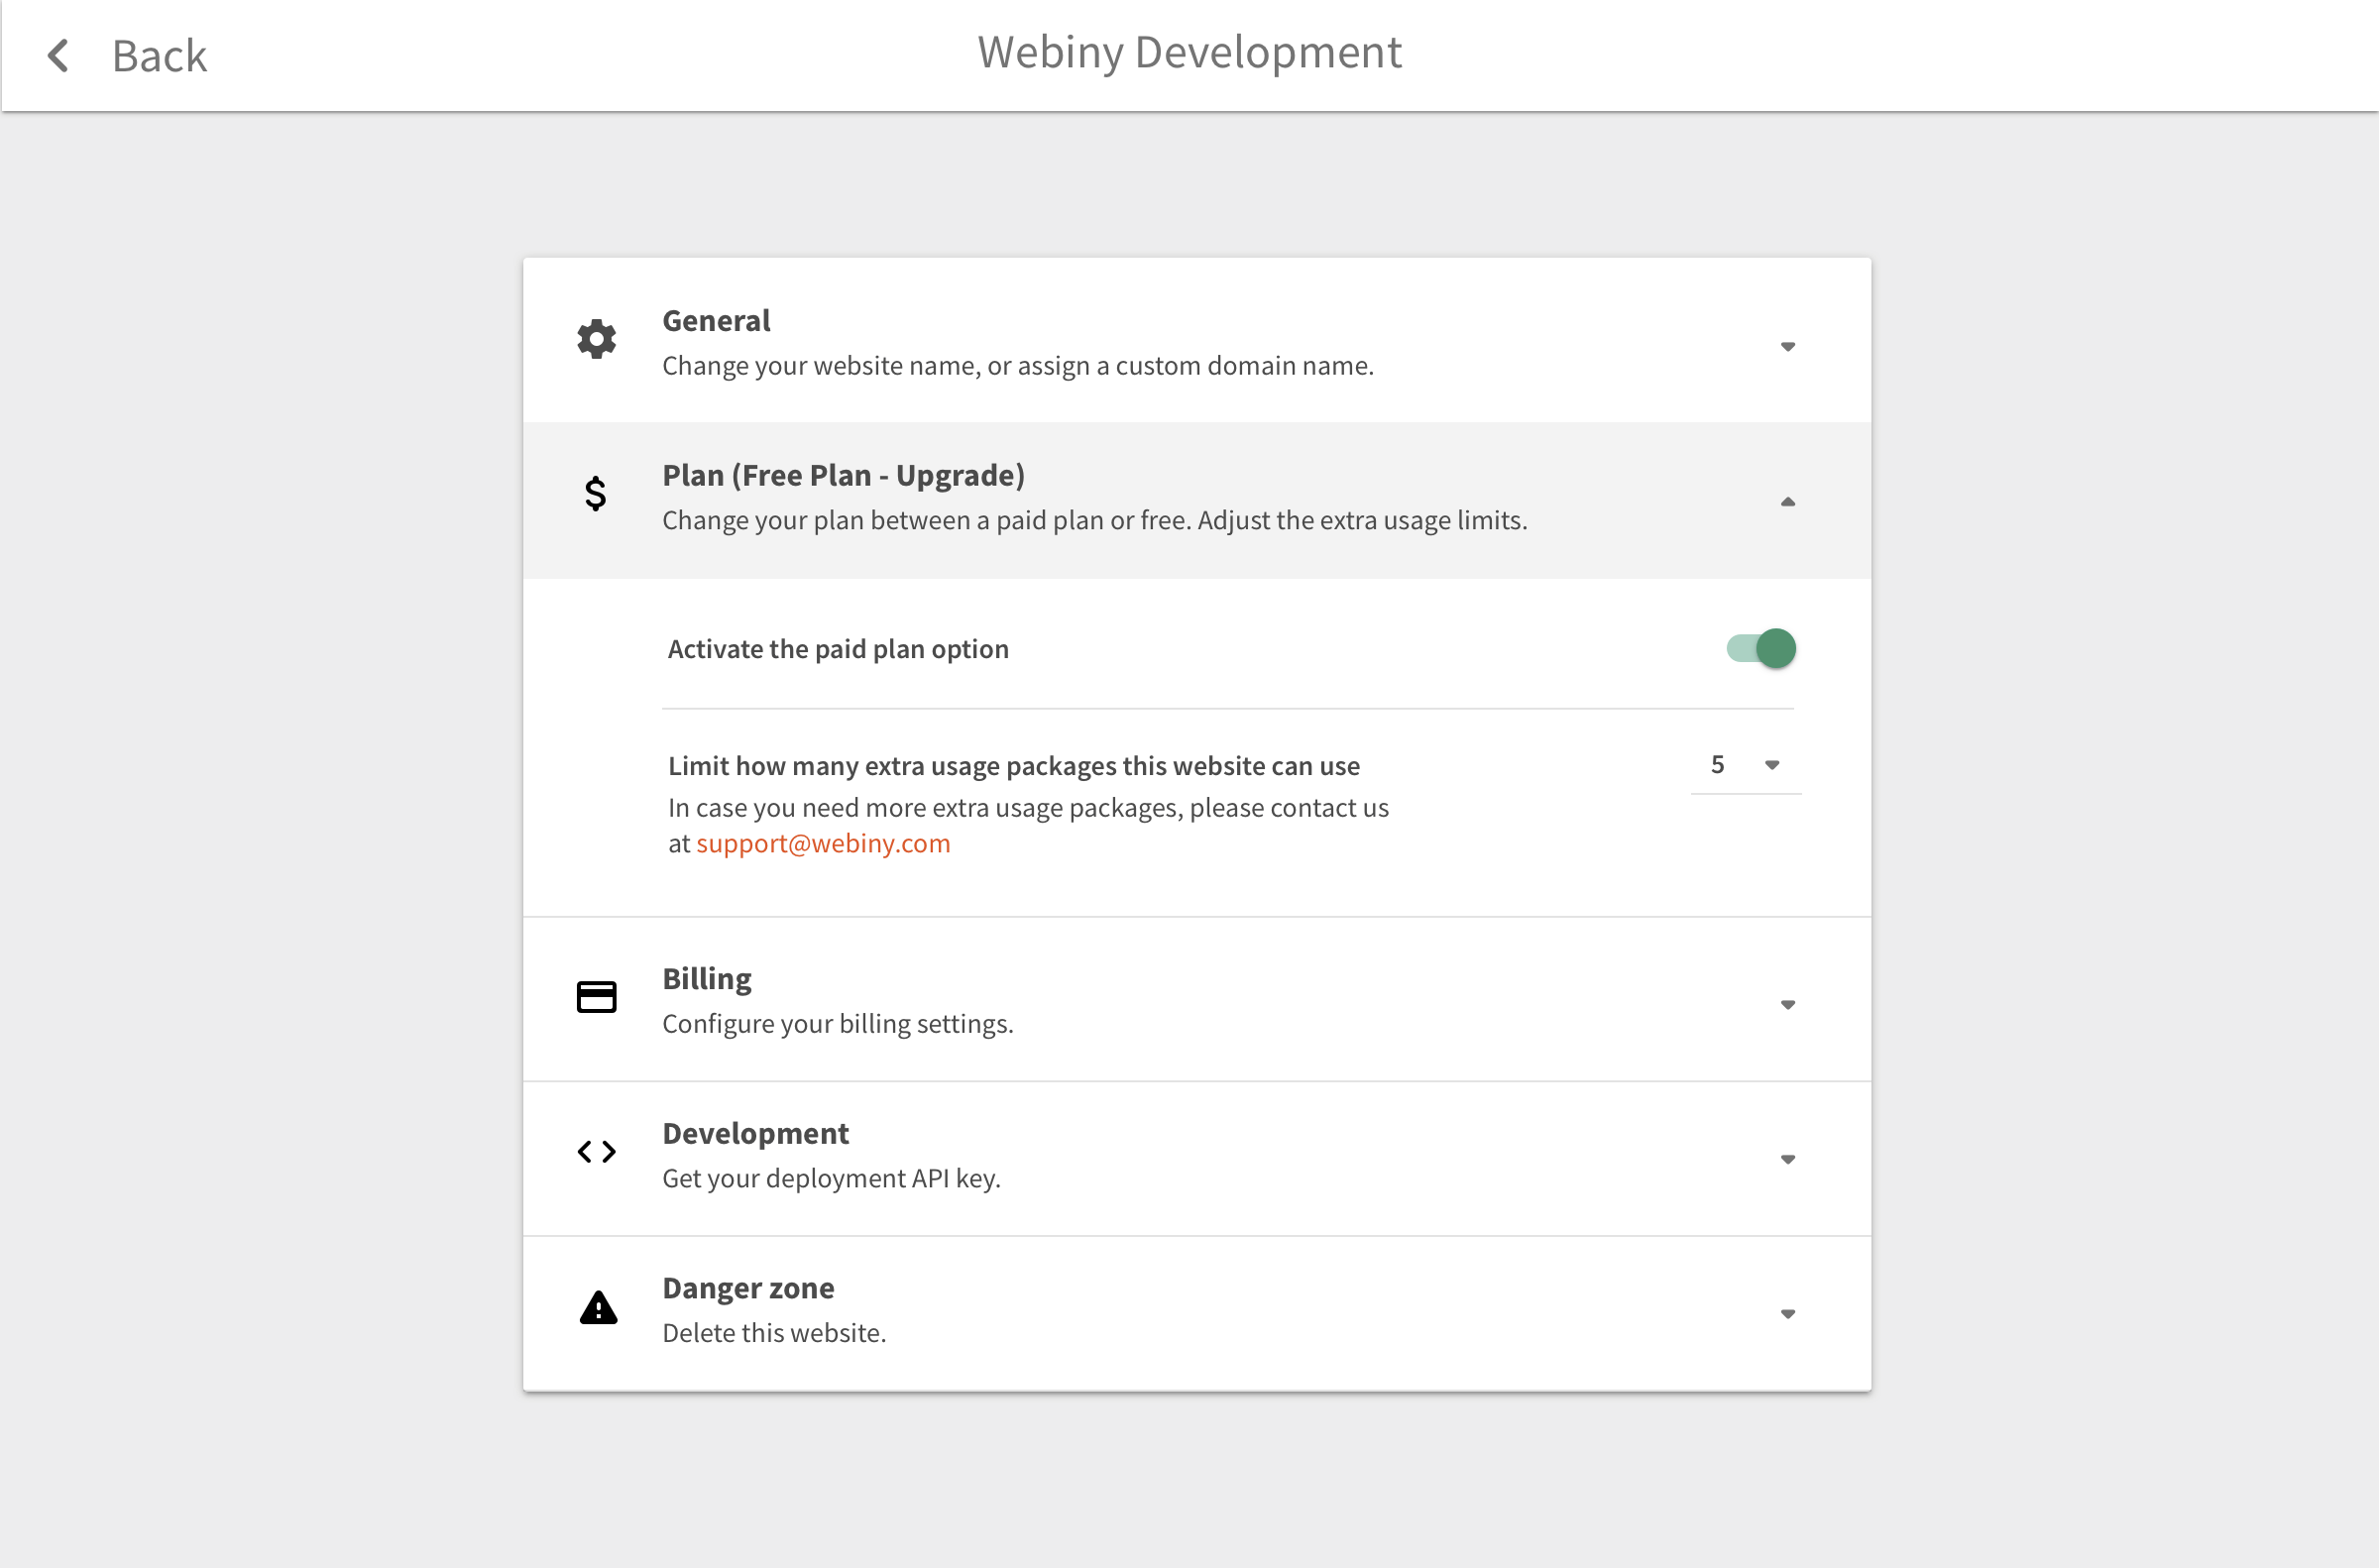 Back
Webiny Development
General
Change your website name, or assign a custom domain name.
Plan (Free Plan - Upgrade)
Change your plan between a paid plan or free. Adjust the extra usage limits.
Activate the paid plan option
Limit how many extra usage packages this website can use
5
In case you need more extra usage packages, please contact us
at support@webiny.com
Billing
Configure your billing settings.
Development
Get your deployment API key.
Danger zone
Delete this website.